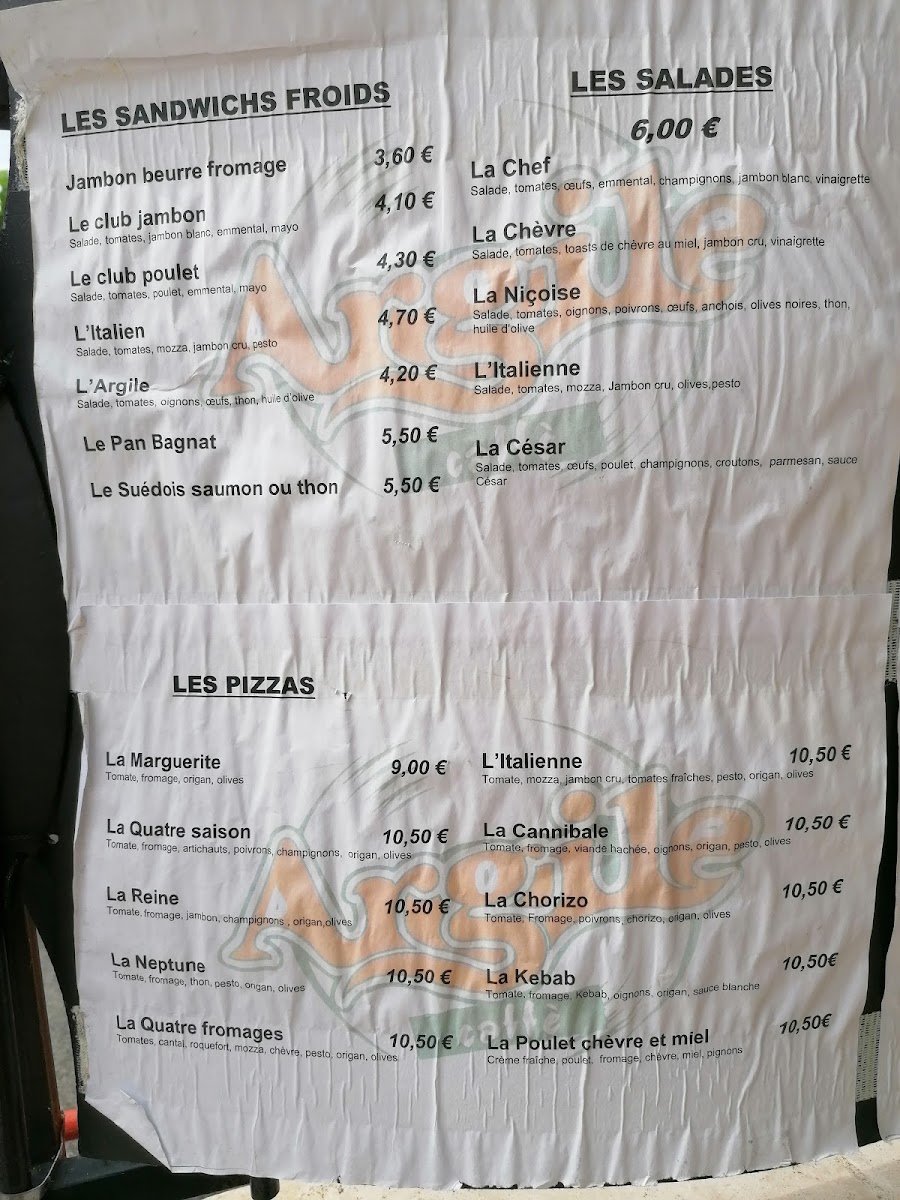 LES SANDWICHS FROIDS
Jambon beurre fromage 3,60 €
Le club jambon 4,10 €
Salade, tomates, jambon blanc, emmental, mayo
Le club poulet 4,30 €
Salade, tomates, poulet, emmental, mayo
L'Italien 4,70 €
Salade, tomates, mozza, jambon cru, pesto
L'Argile 4,20 €
Salade, tomates, oignons, œufs, thon, huile d'olive
Le Pan Bagnat 5,50 €
Le Suédois saumon ou thon 5,50 €
LES SALADES
6,00 €
La Chef
Salade, tomates, œufs, emmental, champignons, jambon blanc, vinaigrette
La Chèvre
Salade, tomates, toasts de chèvre au miel, jambon cru, vinaigrette
La Niçoise
Salade, tomates, oignons, poivrons, œufs, anchois, olives noires, thon,
huile d'olive
L'Italienne
Salade, tomates, mozza, Jambon cru, olives,pesto
La César
Salade, tomates, œufs, poulet, champignons, croutons, parmesan, sauce
César
Argile
caffè
LES PIZZAS
La Marguerite 9,00 €
Tomate, fromage, origan, olives
La Quatre saison 10,50 €
Tomate, fromage, artichauts, poivrons, champignons, origan, olives
La Reine 10,50 €
Tomate, fromage, jambon, champignons , origan,olives
La Neptune 10,50 €
Tomate, fromage, thon, pesto, origan, olives
La Quatre fromages 10,50 €
Tomates, cantal, roquefort, mozza, chèvre, pesto, origan, olives
L'Italienne 10,50 €
Tomate, mozza, jambon cru, tomates fraîches, pesto, origan, olives
La Cannibale 10,50 €
Tomate, fromage, viande hachée, oignons, origan, pesto, olives
La Chorizo 10,50 €
Tomate, Fromage, poivrons, chorizo, origan, olives
La Kebab 10,50€
Tomate, fromage, Kebab, oignons, origan, sauce blanche
La Poulet chèvre et miel 10,50€
Crème fraîche, poulet, fromage, chèvre, miel, pignons
Argile
caffè